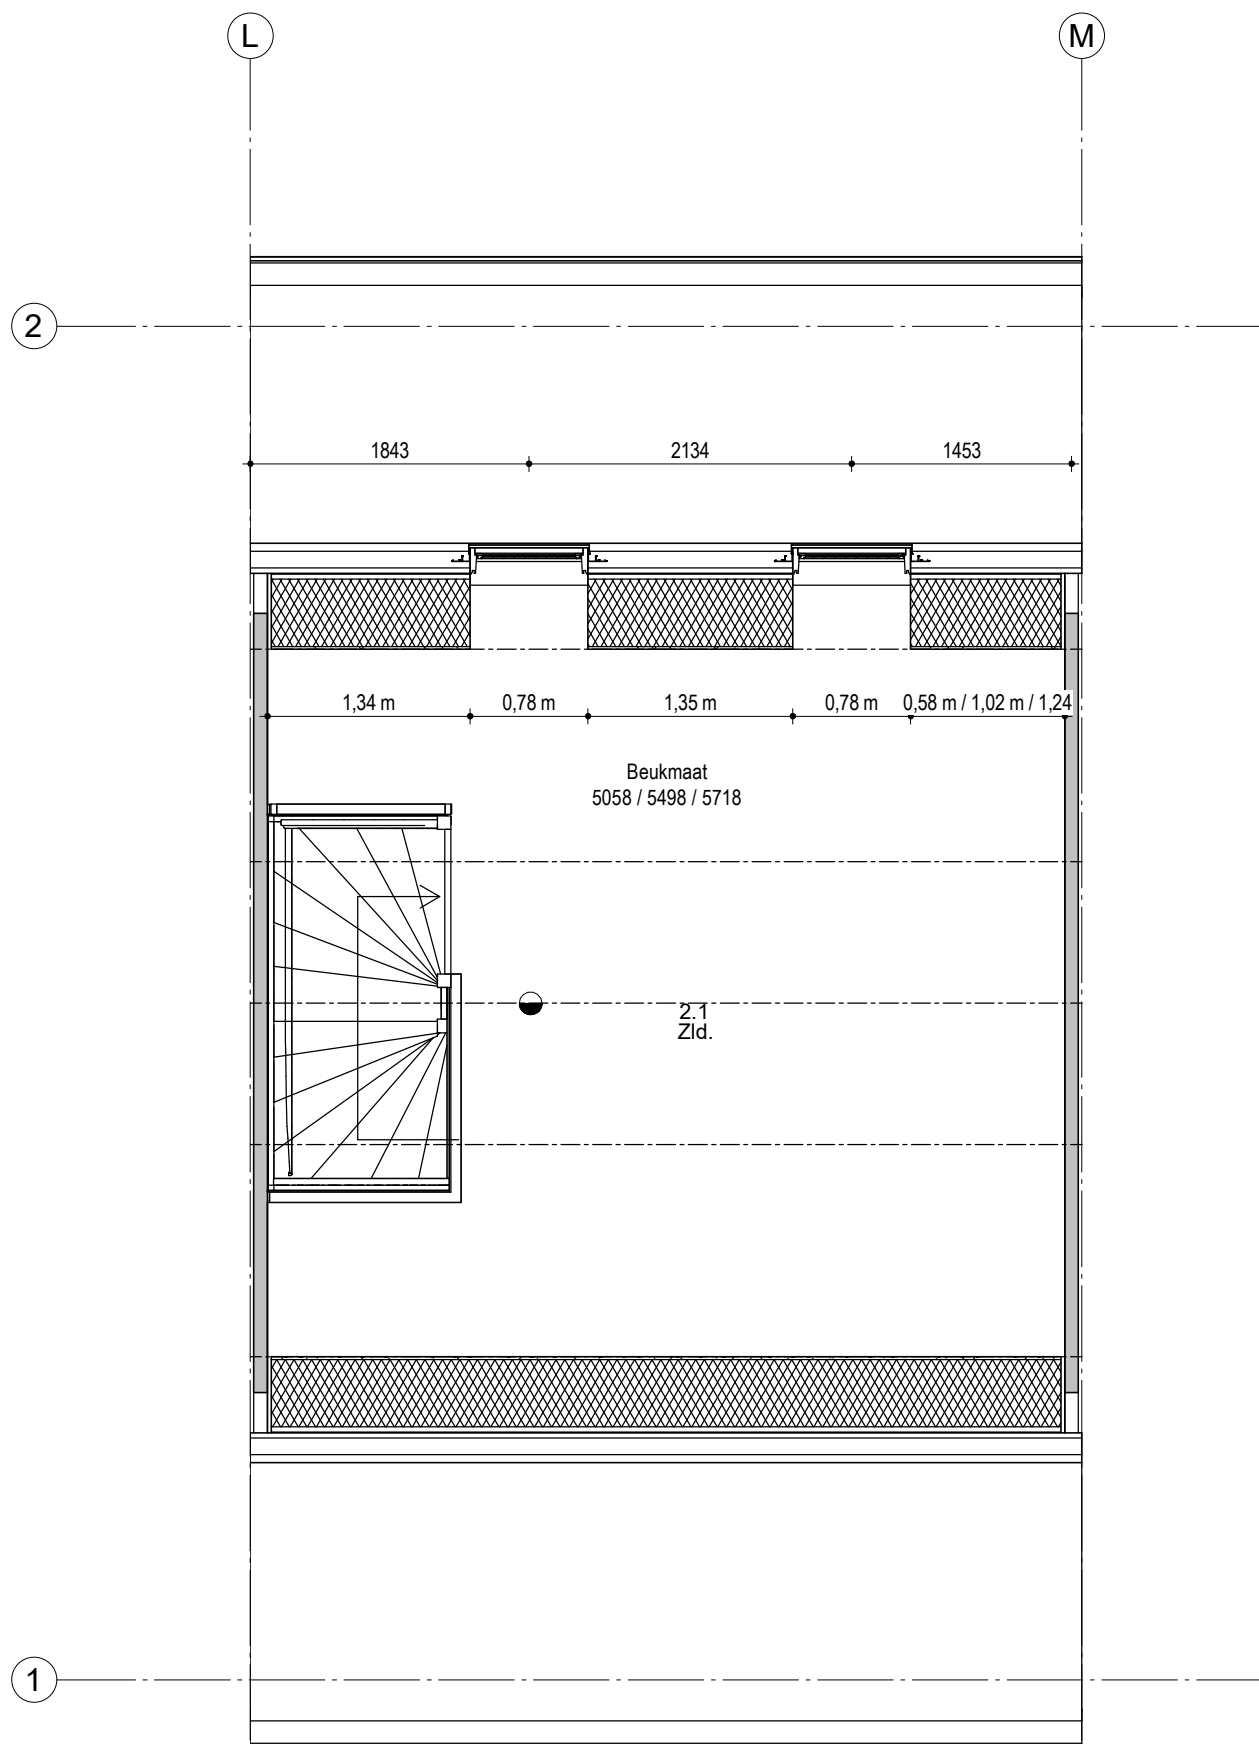 L
M
2
1843
2134
1453
1,34 m
0,78 m
1,35 m
0,78 m
0,58 m / 1,02 m / 1,24
Beukmaat
5058 / 5498 / 5718
2.1
Zld.
1